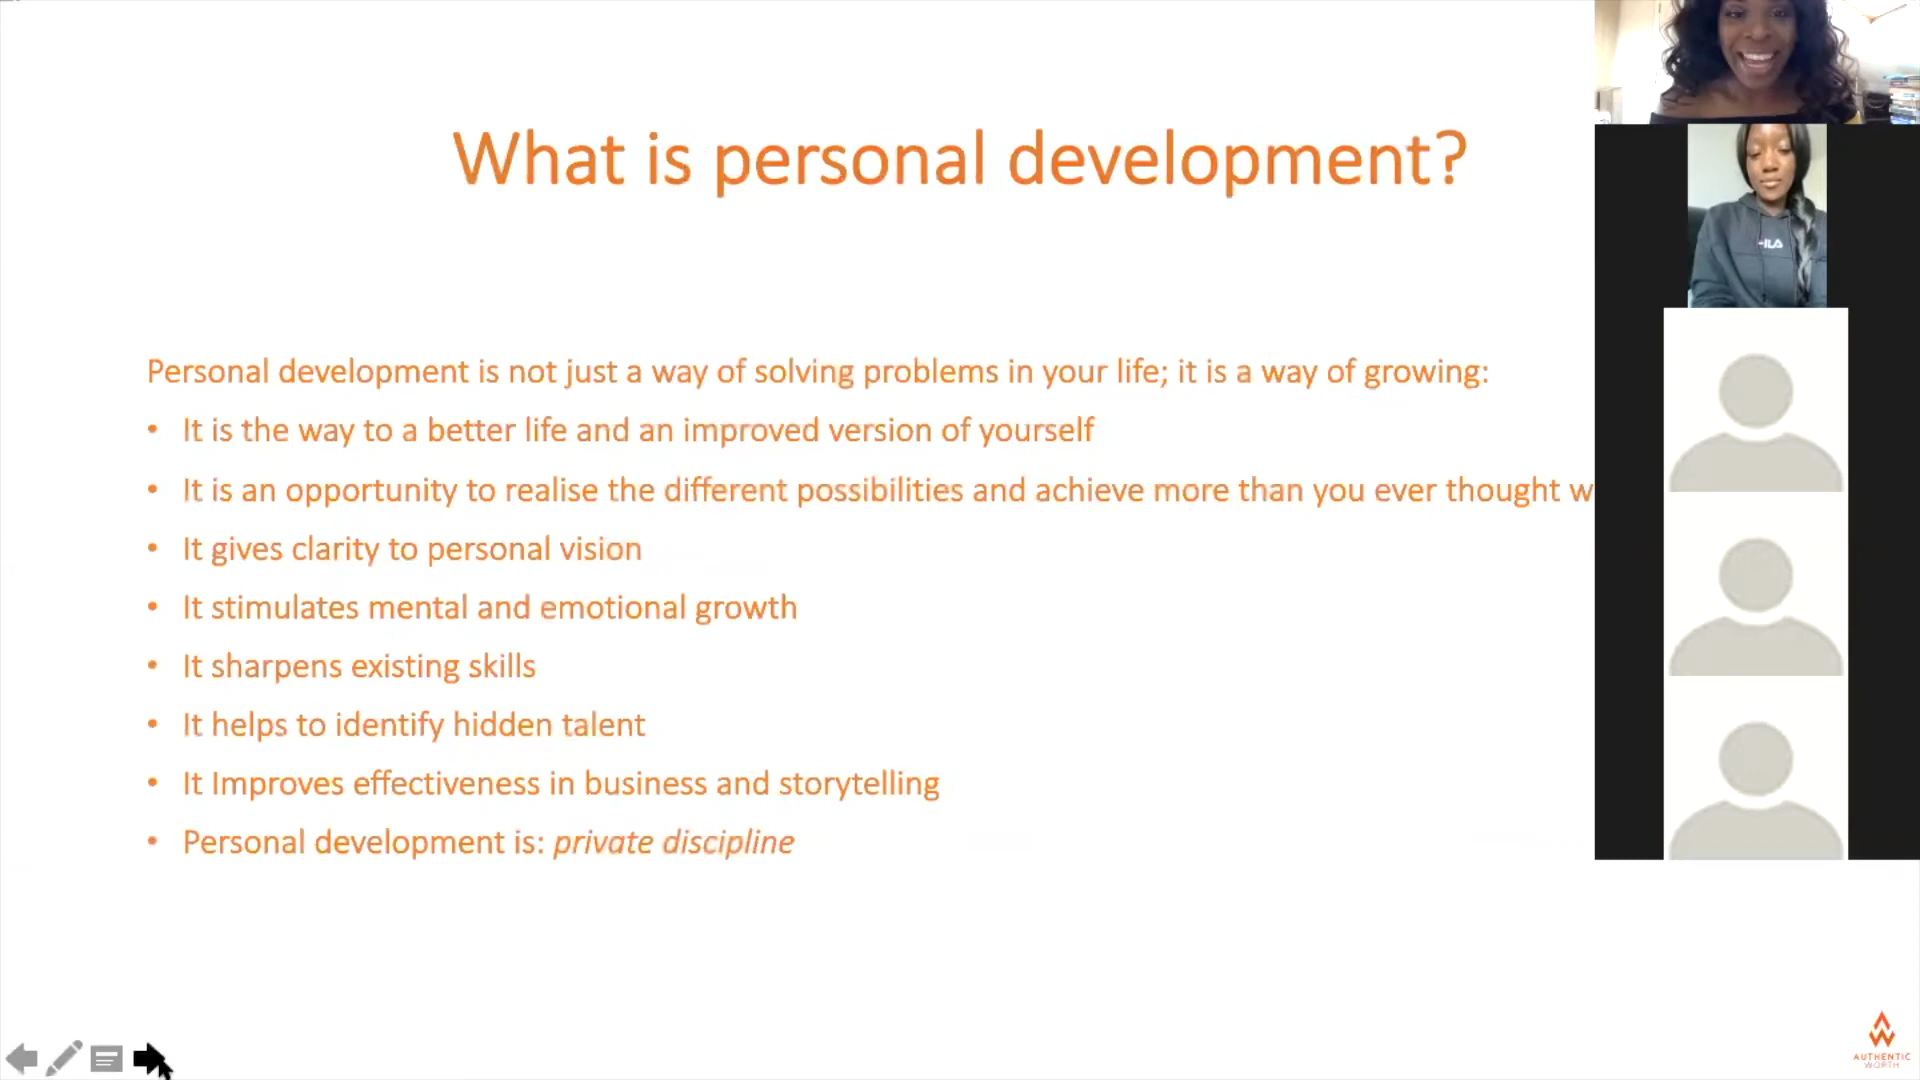 What is personal development?
Personal development is not just a way of solving problems in your life; it is a way of growing:
• It is the way to a better life and an improved version of yourself
• It is an opportunity to realise the different possibilities and achieve more than you ever thought w
• It gives clarity to personal vision
• It stimulates mental and emotional growth
• It sharpens existing skills
• It helps to identify hidden talent
• It Improves effectiveness in business and storytelling
• Personal development is: private discipline
AUTHENTIC
WORTH